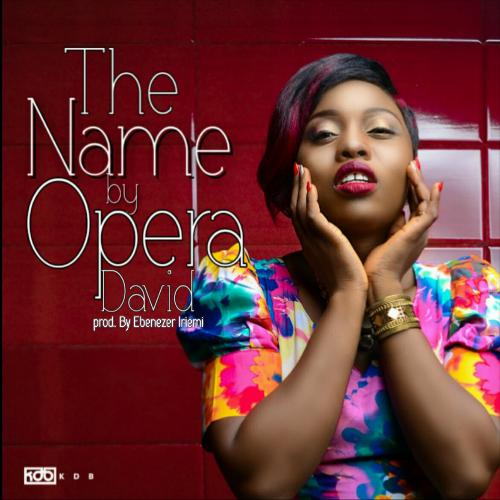 The
Name
by
Opera
David
prod. By Ebenezer Iriemi
kdb K D B